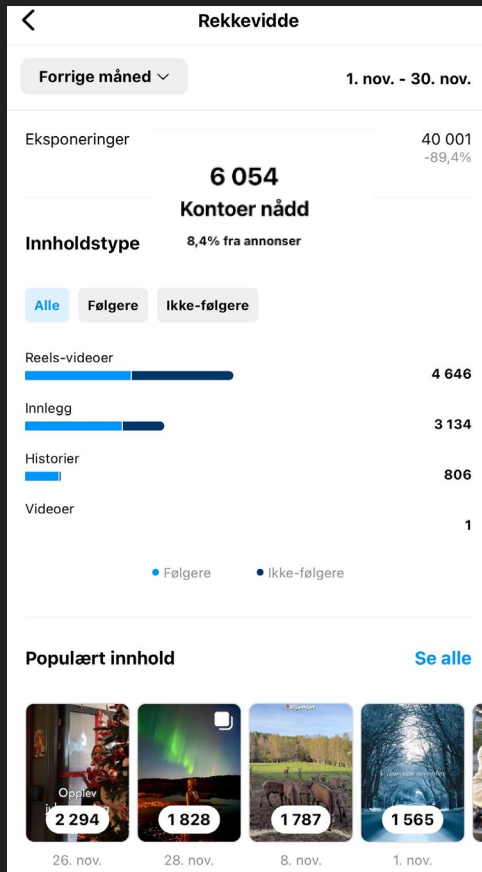 Rekkevidde
Forrige måned
1. nov. - 30. nov.
Eksponeringer
40 001
-89,4%
6 054
Kontoer nådd
8,4% fra annonser
Innholdstype
Alle
Følgere
Ikke-følgere
Reels-videoer
4 646
Innlegg
3 134
Historier
806
Videoer
1
Følgere
Ikke-følgere
Populært innhold
Se alle
Opplev
2 294
1 828
1 787
1 565
26. nov.
28. nov.
8. nov.
1. nov.